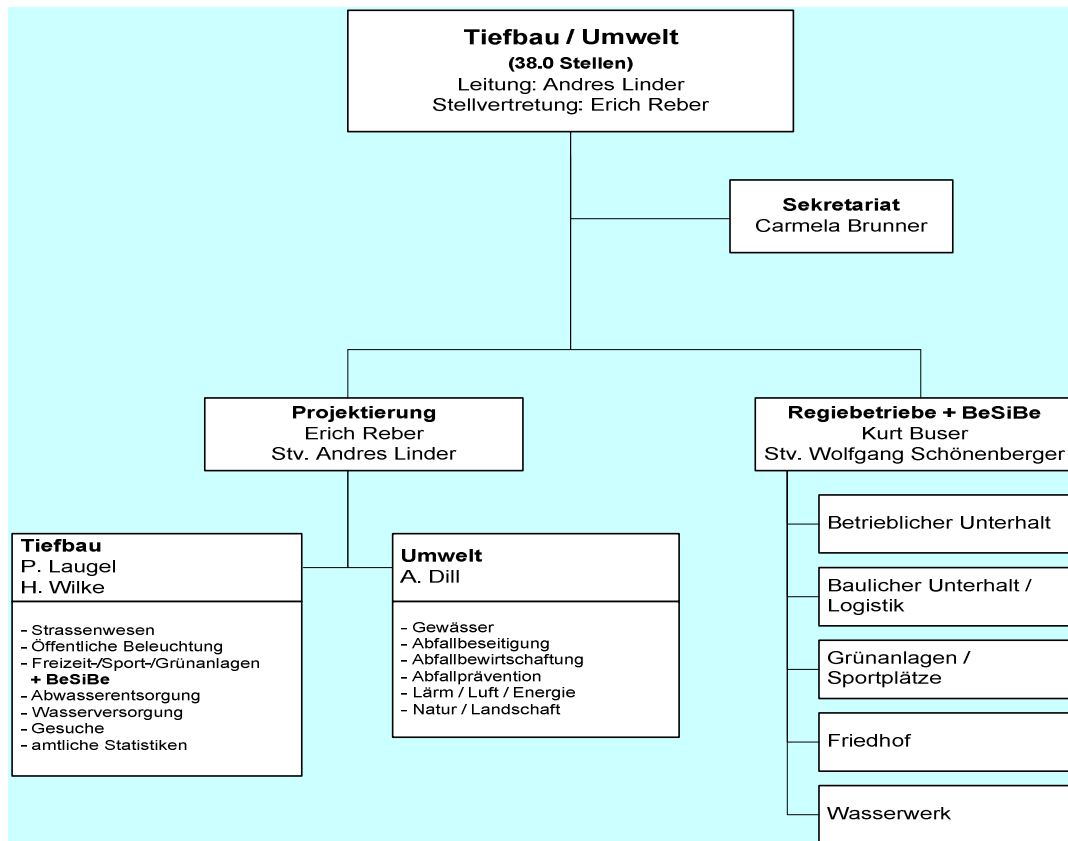 Tiefbau / Umwelt
(38.0 Stellen)
Leitung: Andres Linder
Stellvertretung: Erich Reber
Sekretariat
Carmela Brunner
Projektierung
Erich Reber
Stv. Andres Linder
Regiebetriebe + BeSiBe
Kurt Buser
Stv. Wolfgang Schönenberger
Tiefbau
P. Laugel
H. Wilke
- Strassenwesen
- Öffentliche Beleuchtung
- Freizeit-/Sport-/Grünanlagen
+ BeSiBe
- Abwasserentsorgung
- Wasserversorgung
- Gesuche
- amtliche Statistiken
Umwelt
A. Dill
- Gewässer
- Abfallbeseitigung
- Abfallbewirtschaftung
- Abfallprävention
- Lärm / Luft / Energie
- Natur / Landschaft
Betrieblicher Unterhalt
Baulicher Unterhalt /
Logistik
Grünanlagen /
Sportplätze
Friedhof
Wasserwerk